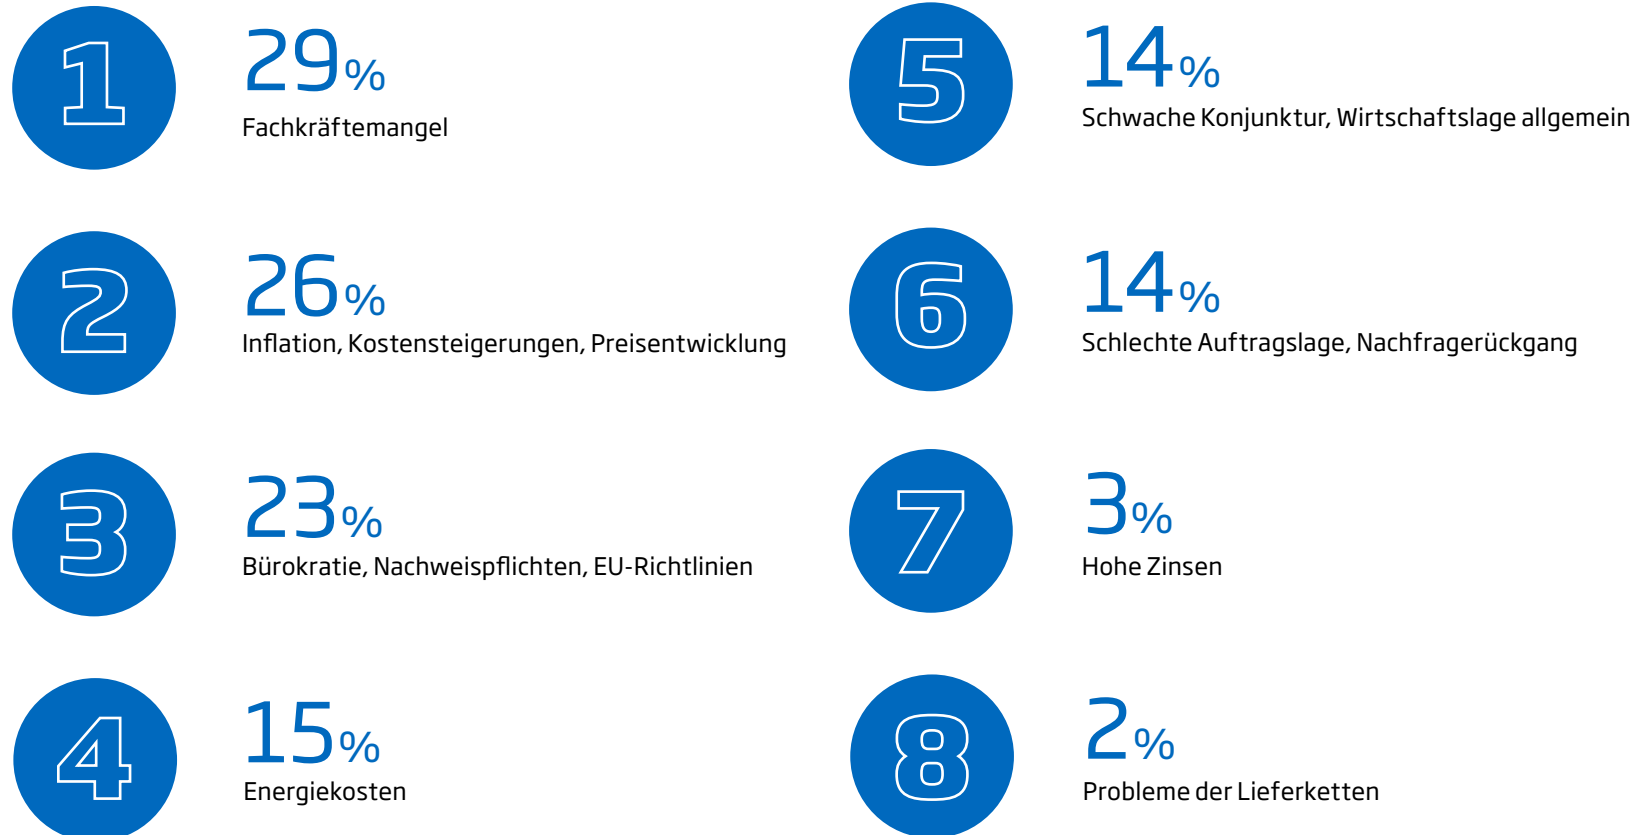 1
29%
Fachkräftemangel
2
26%
Inflation, Kostensteigerungen, Preisentwicklung
3
23%
Bürokratie, Nachweispflichten, EU-Richtlinien
4
15%
Energiekosten
5
14%
Schwache Konjunktur, Wirtschaftslage allgemein
6
14%
Schlechte Auftragslage, Nachfragerückgang
7
3%
Hohe Zinsen
8
2%
Probleme der Lieferketten